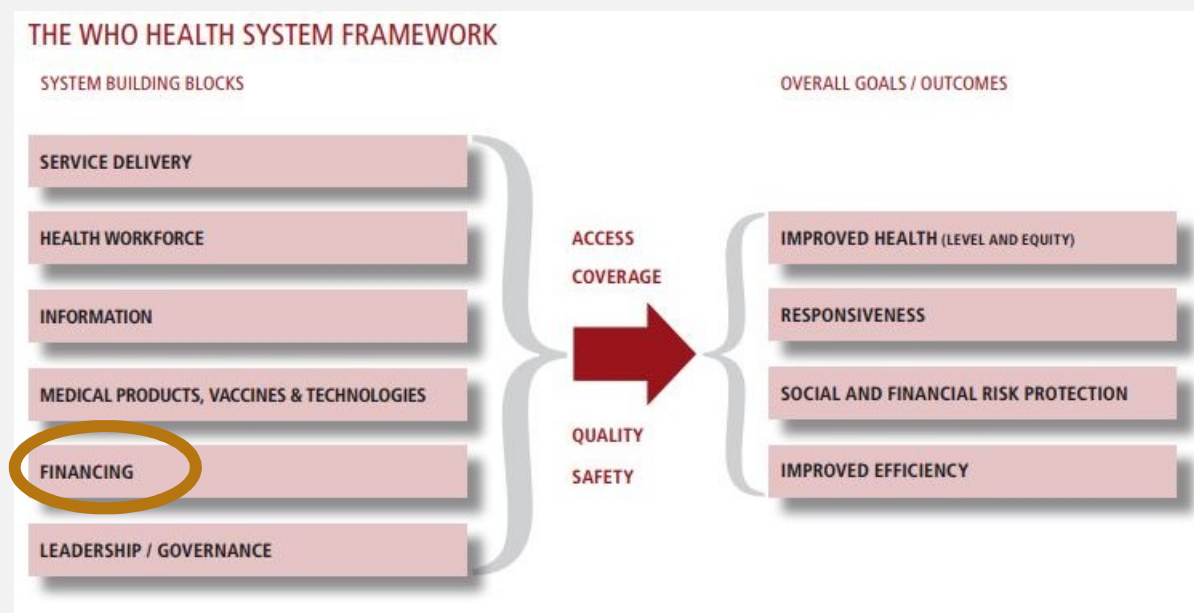 THE WHO HEALTH SYSTEM FRAMEWORK
SYSTEM BUILDING BLOCKS
OVERALL GOALS / OUTCOMES
SERVICE DELIVERY
HEALTH WORKFORCE
INFORMATION
MEDICAL PRODUCTS, VACCINES & TECHNOLOGIES
FINANCING
LEADERSHIP / GOVERNANCE
ACCESS
COVERAGE
QUALITY
SAFETY
IMPROVED HEALTH (LEVEL AND EQUITY)
RESPONSIVENESS
SOCIAL AND FINANCIAL RISK PROTECTION
IMPROVED EFFICIENCY